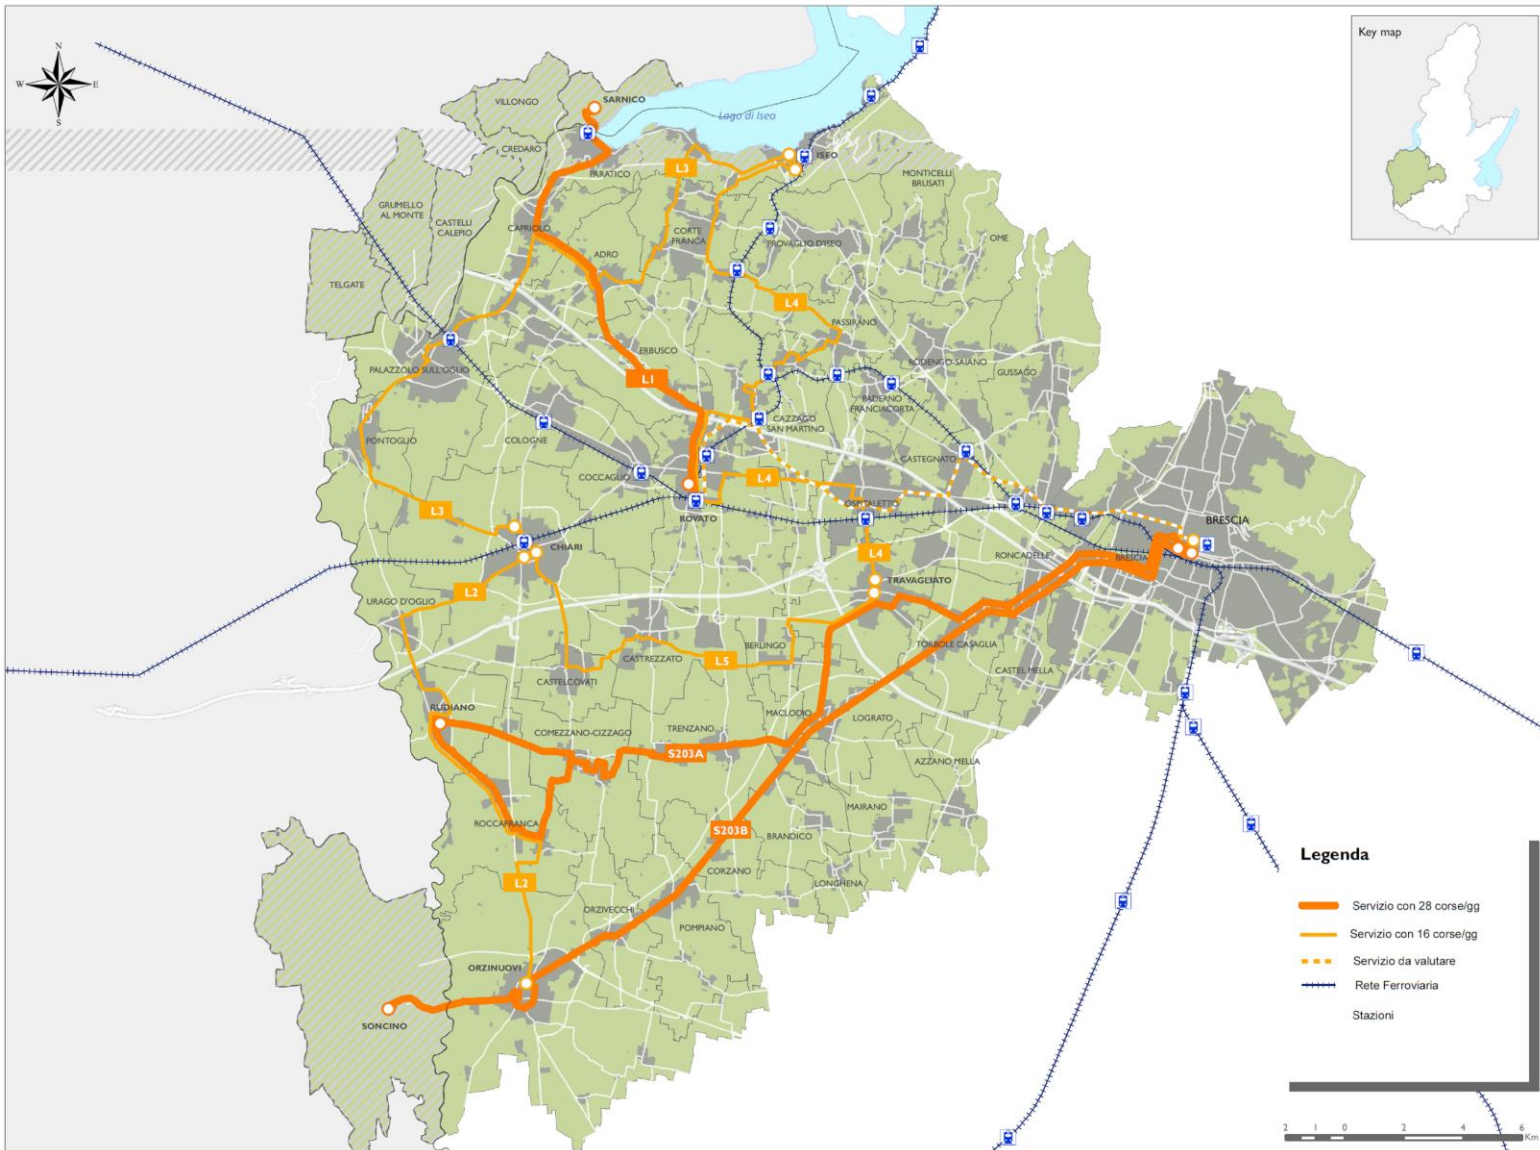 Key map
N
W
E
S
SARNICO
VILLONGO
Lago di Iseo
CREDARO
ISEO
L3
PARATICO
MONTICELLI
BRUSATI
GRUMELLO
AL MONTE
CASTELLI
CALEPIO
CAPRIOLO
CORTE
FRANCA
PROVAGLIO D'ISEO
OME
ADRO
TELGATE
L4
PASSIRANO
ERBUSCO
RODENGO-SAIANO
PALAZZOLO SULL'OGLIO
L1
GUSSAGO
PADERNO
FRANCIACORTA
CAZZAGO
SAN MARTINO
PONTOGLIO
COLOGNE
CASTEGNATO
COCCAGLIO
L4
OSPITALETTO
L3
ROVATO
BRESCIA
CHIARI
L4
RONCADELLE
BRESCIA
TRAVAGLIATO
L2
URAGO D'OGLIO
BERLINGO
TORBOLE CASAGLIA
CASTREZZATO
L5
CASTEL MELLA
CASTELCOVATI
RUDIANO
MACLODIO
LOGRATO
COMEZZANO-CIZZAGO
TRENZANO
S203A
AZZANO MELLA
MAIRANO
ROCCAFRANCA
S203B
BRANDICO
CORZANO
L2
LONGHENA
ORZIVECCHI
POMPIANO
ORZINUOVI
SONCINO
Legenda
Servizio con 28 corse/gg
Servizio con 16 corse/gg
Servizio da valutare
Rete Ferroviaria
Stazioni
2 1 0 2 4 6
Km